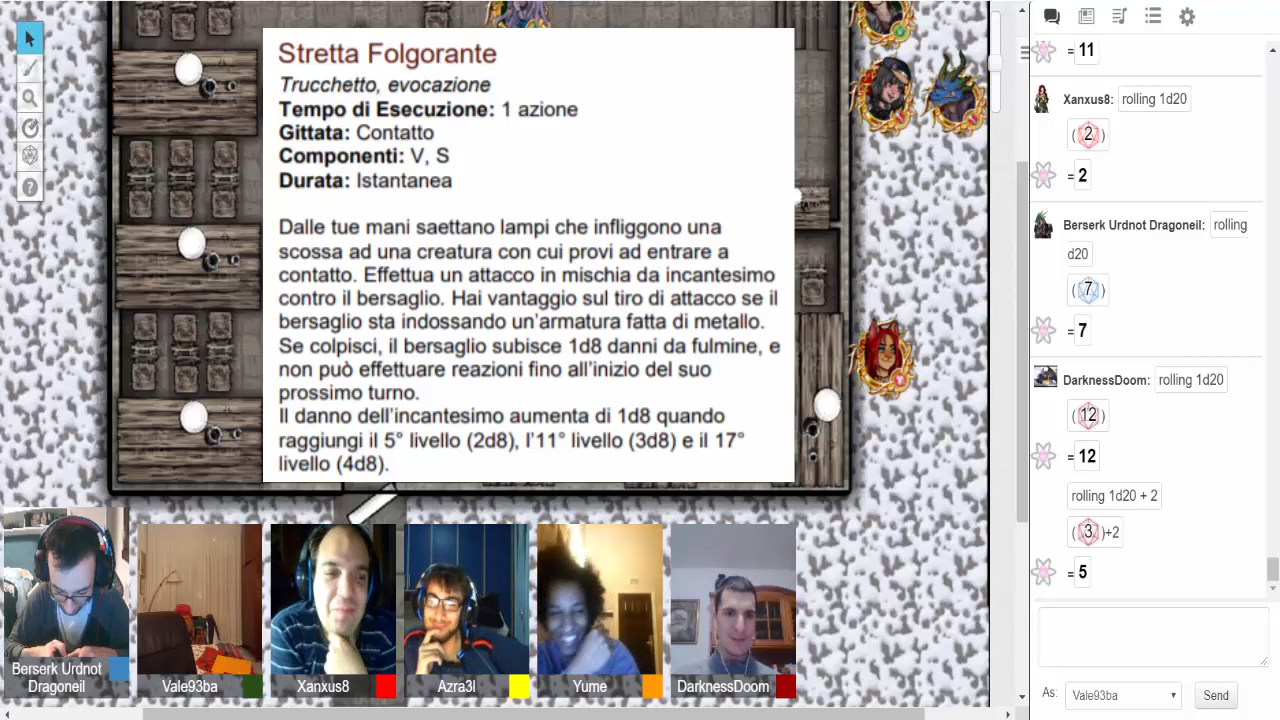 Stretta Folgorante
Trucchetto, evocazione
Tempo di Esecuzione: 1 azione
Gittata: Contatto
Componenti: V, S
Durata: Istantanea
Dalle tue mani saettano lampi che infliggono una
scossa ad una creatura con cui provi ad entrare a
contatto. Effettua un attacco in mischia da incantesimo
contro il bersaglio. Hai vantaggio sul tiro di attacco se il
bersaglio sta indossando un'armatura fatta di metallo.
Se colpisci, il bersaglio subisce 1d8 danni da fulmine, e
non può effettuare reazioni fino all'inizio del suo
prossimo turno.
Il danno dell'incantesimo aumenta di 1d8 quando
raggiungi il 5° livello (2d8), l'11° livello (3d8) e il 17°
livello (4d8).
Berserk Urdnot
Dragoneil
Vale93ba
Xanxus8
Azra3l
Yume
DarknessDoom
= 11
Xanxus8: rolling 1d20
(2)
= 2
Berserk Urdnot Dragoneil: rolling
d20
(7)
= 7
DarknessDoom: rolling 1d20
(12)
= 12
rolling 1d20 + 2
(3)+2
= 5
As: Vale93ba Send